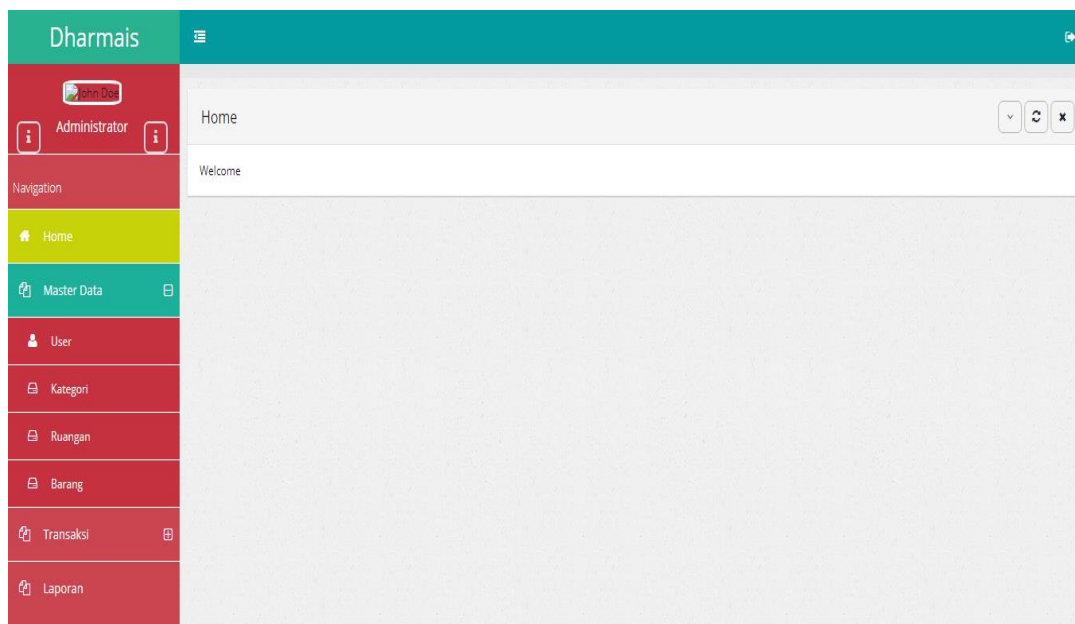 Dharmais
John Doe
Administrator
Navigation
Home
Master Data
User
Kategori
Ruangan
Barang
Transaksi
Laporan
Home
Welcome